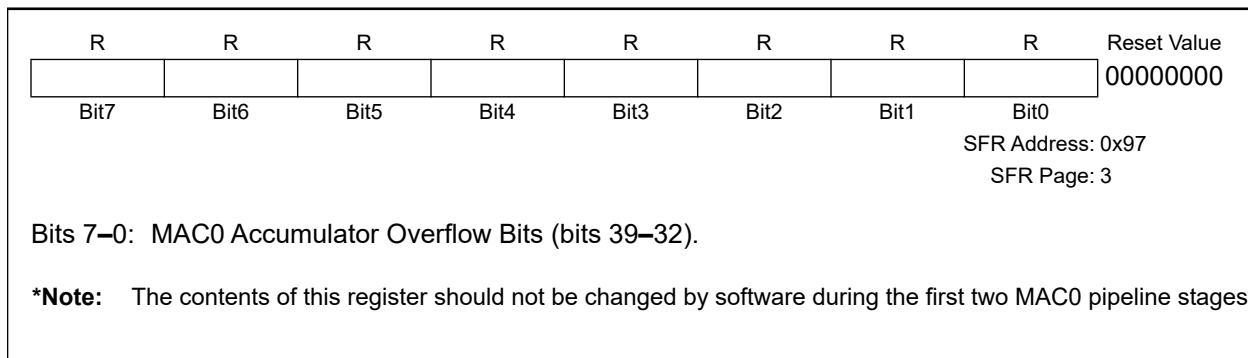 R R R R R R R R Reset Value
00000000
Bit7 Bit6 Bit5 Bit4 Bit3 Bit2 Bit1 Bit0
SFR Address: 0x97
SFR Page: 3
Bits 7–0: MAC0 Accumulator Overflow Bits (bits 39–32).
*Note: The contents of this register should not be changed by software during the first two MAC0 pipeline stages